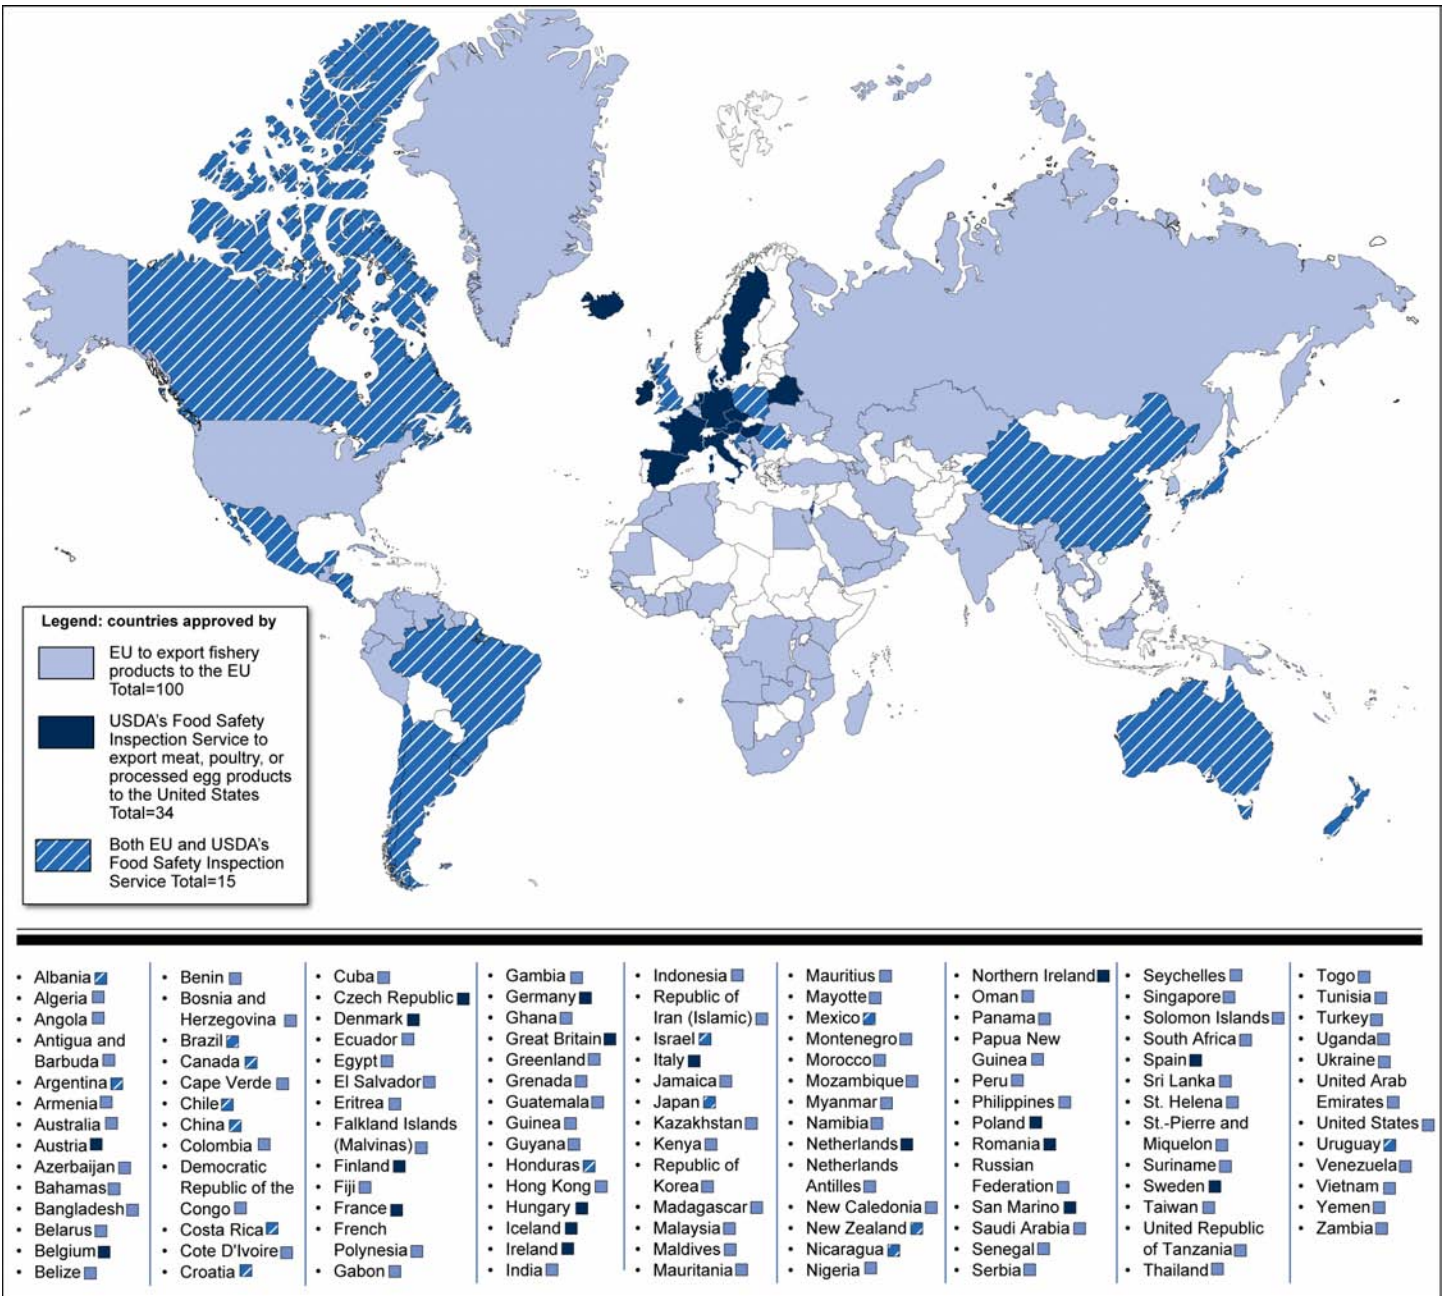 Legend: countries approved by
EU to export fishery
products to the EU
Total=100
USDA's Food Safety
Inspection Service to
export meat, poultry, or
processed egg products
to the United States
Total=34
Both EU and USDA's
Food Safety Inspection
Service Total=15
• Albania
• Algeria
• Angola
• Antigua and
Barbuda
• Argentina
• Armenia
• Australia
• Austria
• Azerbaijan
• Bahamas
• Bangladesh
• Belarus
• Belgium
• Belize
• Benin
• Bosnia and
Herzegovina
• Brazil
• Canada
• Cape Verde
• Chile
• China
• Colombia
• Democratic
Republic of the
Congo
• Costa Rica
• Cote D'Ivoire
• Croatia
• Cuba
• Czech Republic
• Denmark
• Ecuador
• Egypt
• El Salvador
• Eritrea
• Falkland Islands
(Malvinas)
• Finland
• Fiji
• France
• French
Polynesia
• Gabon
• Gambia
• Germany
• Ghana
• Great Britain
• Greenland
• Grenada
• Guatemala
• Guinea
• Guyana
• Honduras
• Hong Kong
• Hungary
• Iceland
• Ireland
• India
• Indonesia
• Republic of
Iran (Islamic)
• Israel
• Italy
• Jamaica
• Japan
• Kazakhstan
• Kenya
• Republic of
Korea
• Madagascar
• Malaysia
• Maldives
• Mauritania
• Mauritius
• Mayotte
• Mexico
• Montenegro
• Morocco
• Mozambique
• Myanmar
• Namibia
• Netherlands
• Netherlands
Antilles
• New Caledonia
• New Zealand
• Nicaragua
• Nigeria
• Northern Ireland
• Oman
• Panama
• Papua New
Guinea
• Peru
• Philippines
• Poland
• Romania
• Russian
Federation
• San Marino
• Saudi Arabia
• Senegal
• Serbia
• Seychelles
• Singapore
• Solomon Islands
• South Africa
• Spain
• Sri Lanka
• St. Helena
• St.-Pierre and
Miquelon
• Suriname
• Sweden
• Taiwan
• United Republic
of Tanzania
• Thailand
• Togo
• Tunisia
• Turkey
• Uganda
• Ukraine
• United Arab
Emirates
• United States
• Uruguay
• Venezuela
• Vietnam
• Yemen
• Zambia